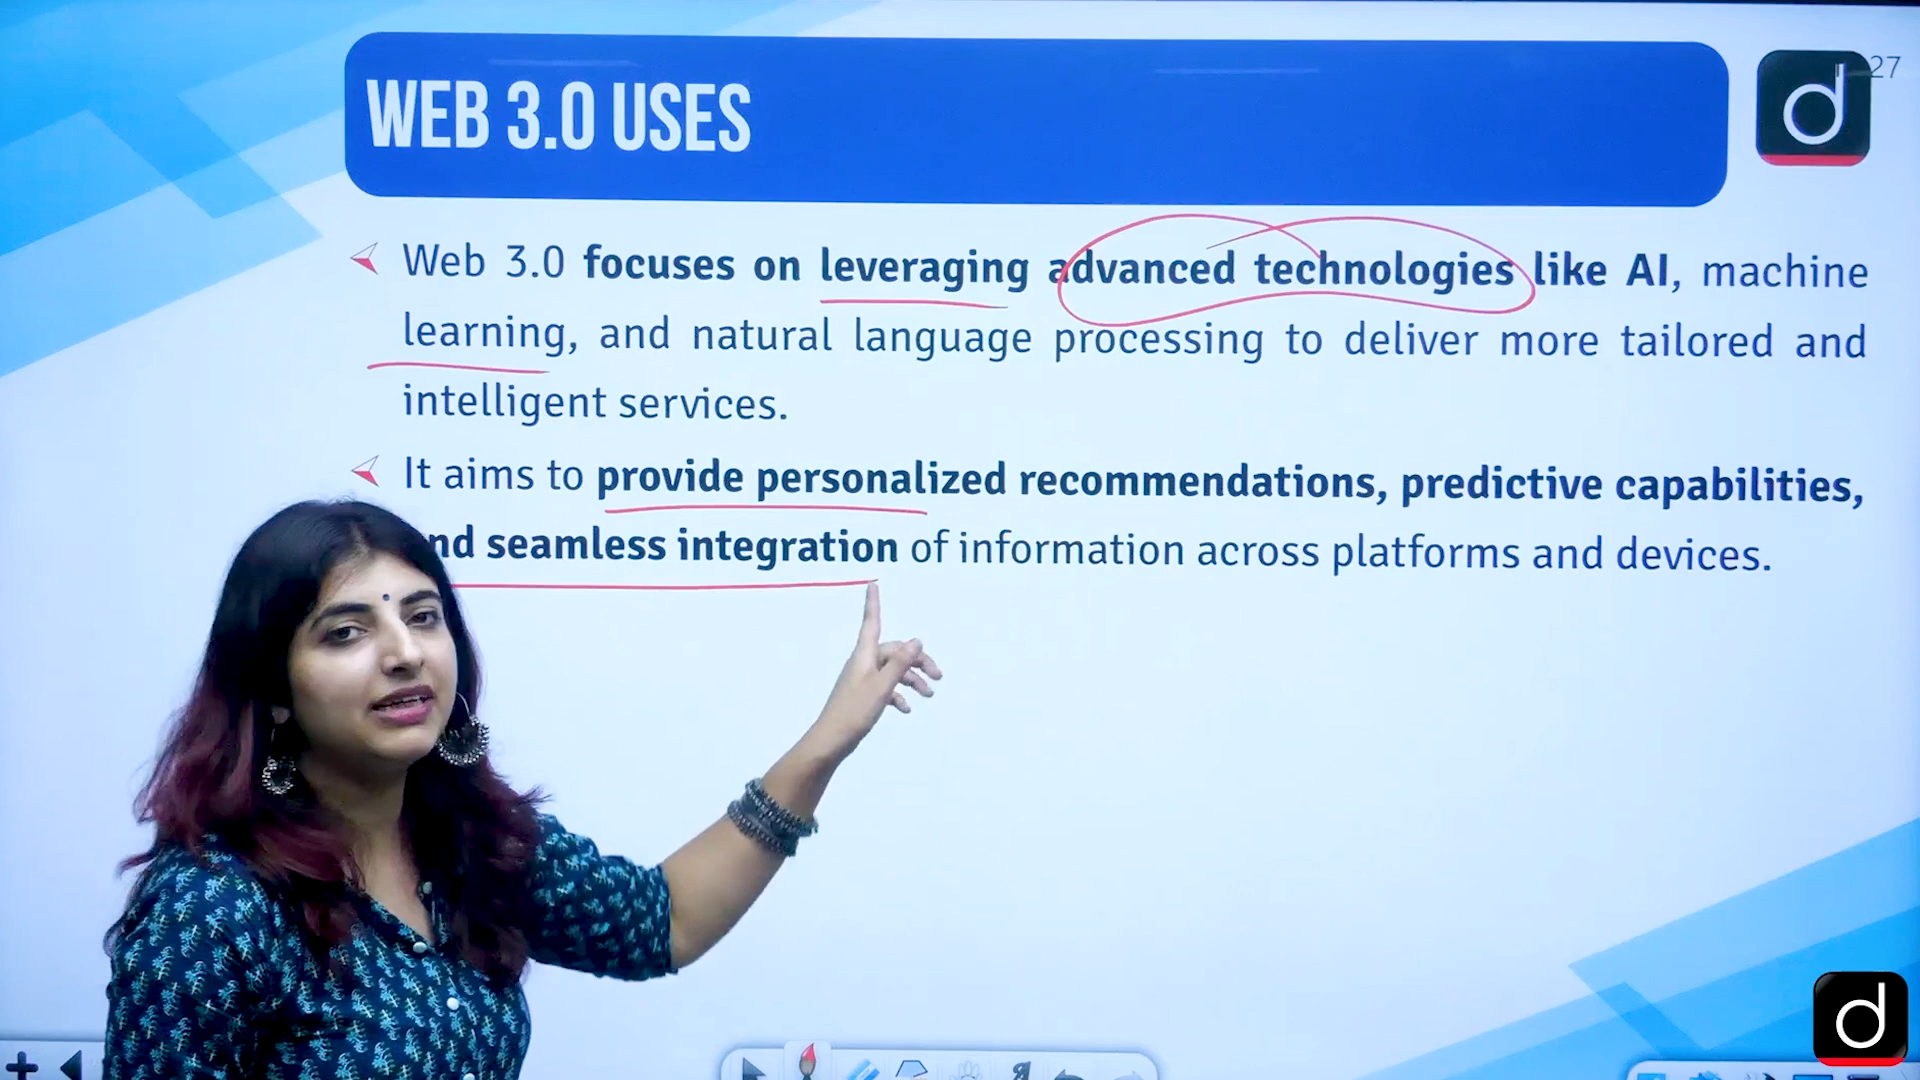 WEB 3.0 USES
27
Web 3.0 focuses on leveraging advanced technologies like AI, machine
learning, and natural language processing to deliver more tailored and
intelligent services.
It aims to provide personalized recommendations, predictive capabilities,
nd seamless integration of information across platforms and devices.
d
d